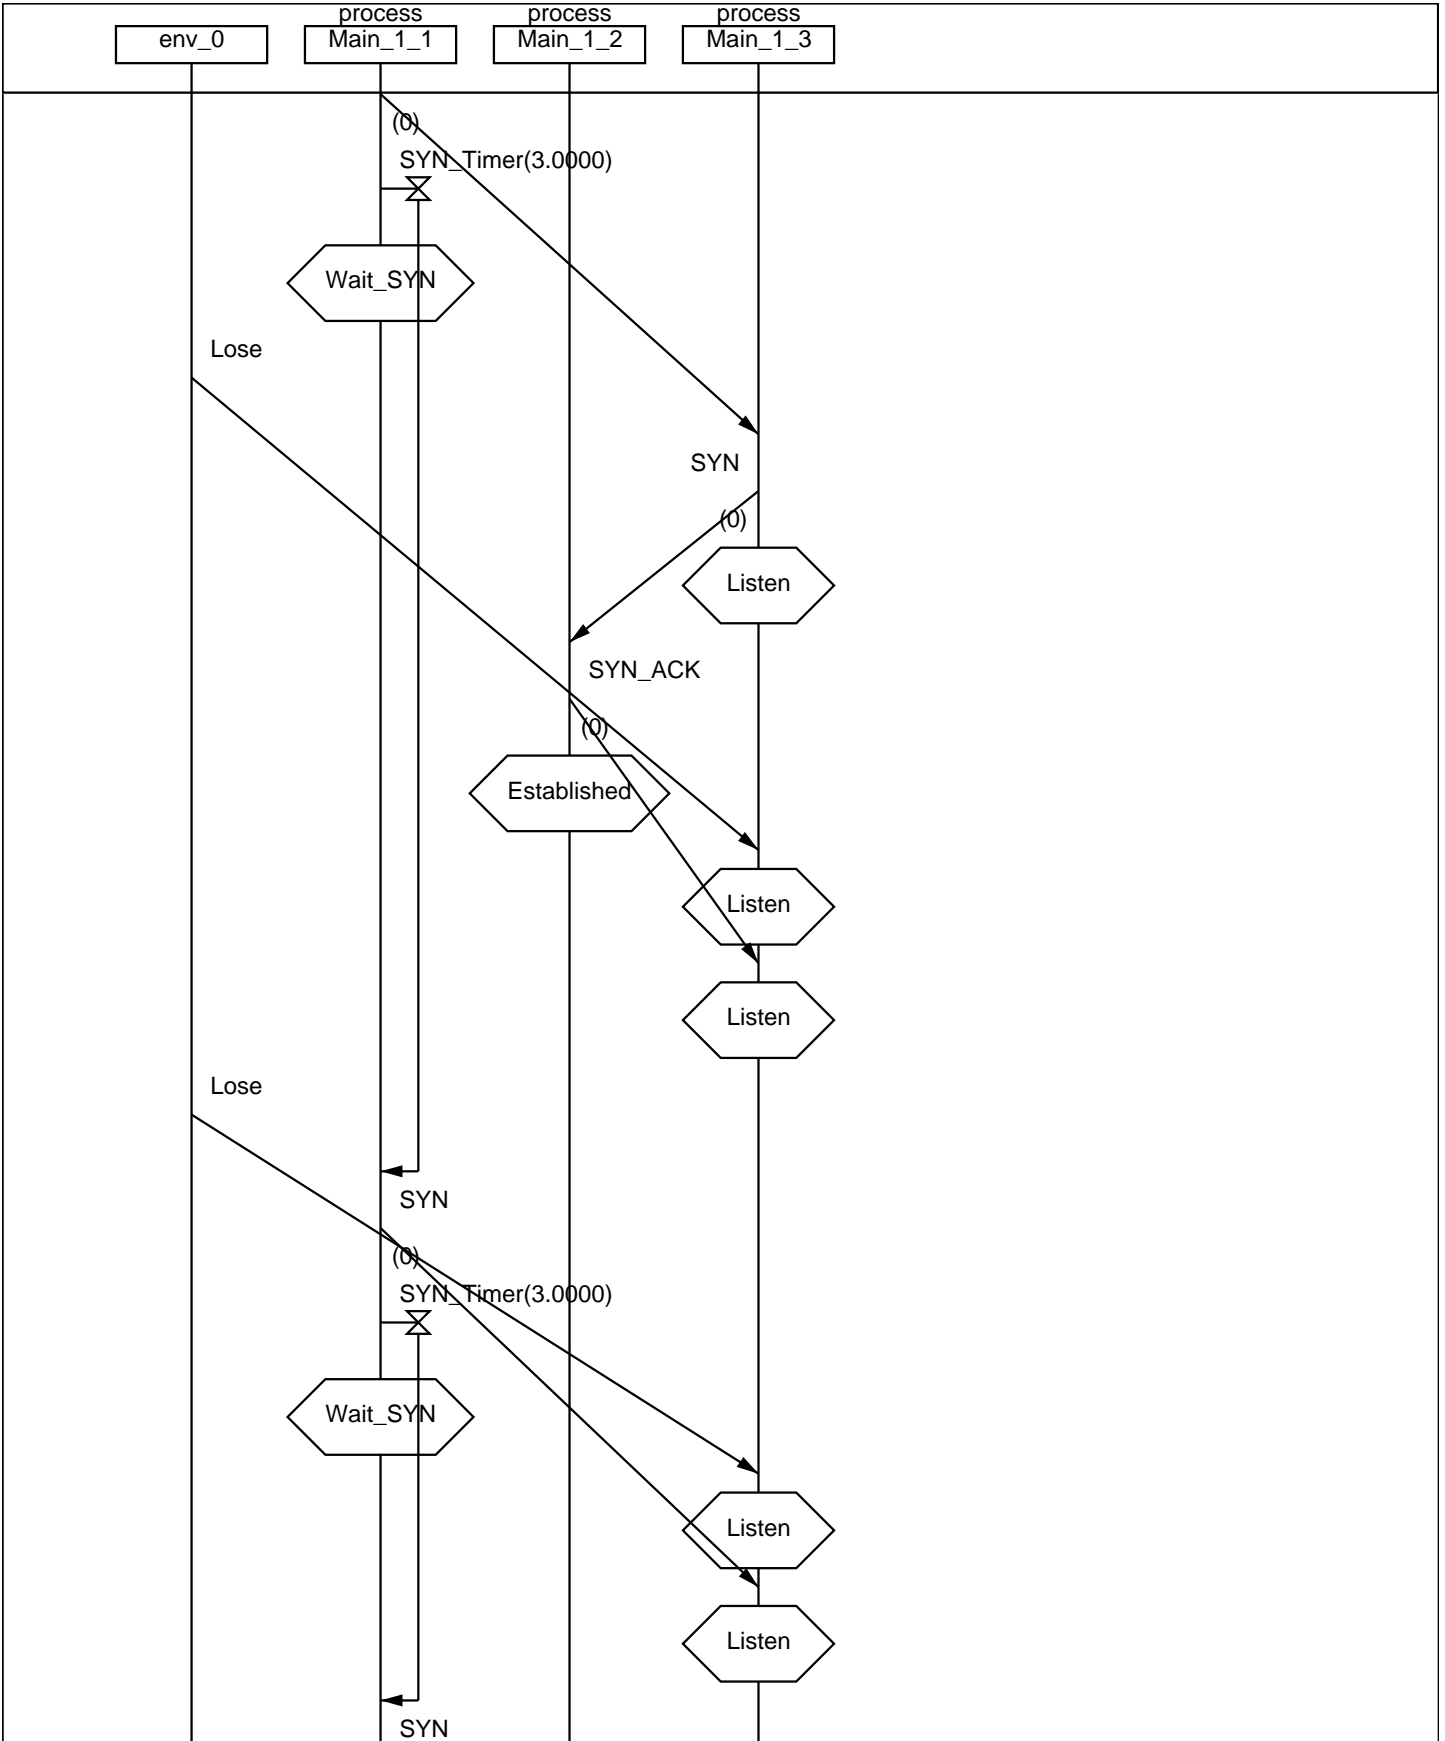 process process process
env_0 Main_1_1 Main_1_2 Main_1_3
(0)
SYN_Timer(3.0000)
Wait_SYN
Lose
SYN
(0)
Listen
SYN_ACK
(0)
Established
Listen
Listen
Lose
SYN
(0)
SYN_Timer(3.0000)
Wait_SYN
Listen
Listen
SYN